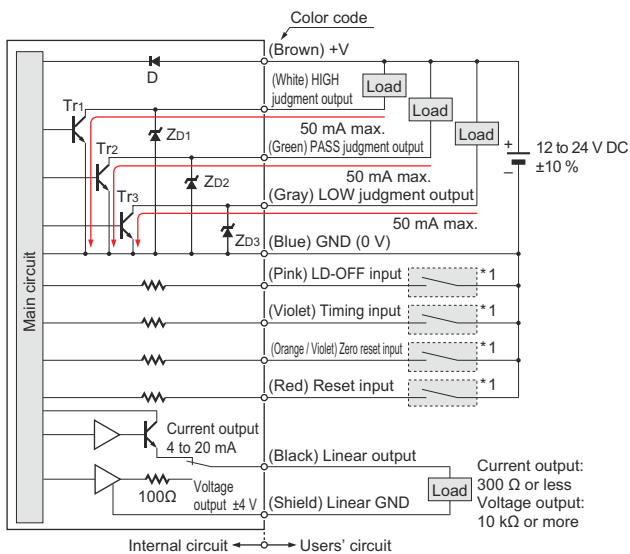 Color code
(Brown) +V
D
(White) HIGH
judgment output
Load
Tr1
50 mA max.
ZD1
Load
(Green) PASS judgment output
Tr2
50 mA max.
ZD2
Load
12 to 24 V DC
±10 %
+
–
(Gray) LOW judgment output
Tr3
50 mA max.
ZD3
(Blue) GND (0 V)
Main circuit
(Pink) LD-OFF input
*1
(Violet) Timing input
*1
(Orange / Violet) Zero reset input
*1
(Red) Reset input
*1
Current output
4 to 20 mA
(Black) Linear output
100Ω
Voltage
output ±4 V
(Shield) Linear GND
Load
Current output:
300 Ω or less
Voltage output:
10 kΩ or more
Internal circuit
Users' circuit